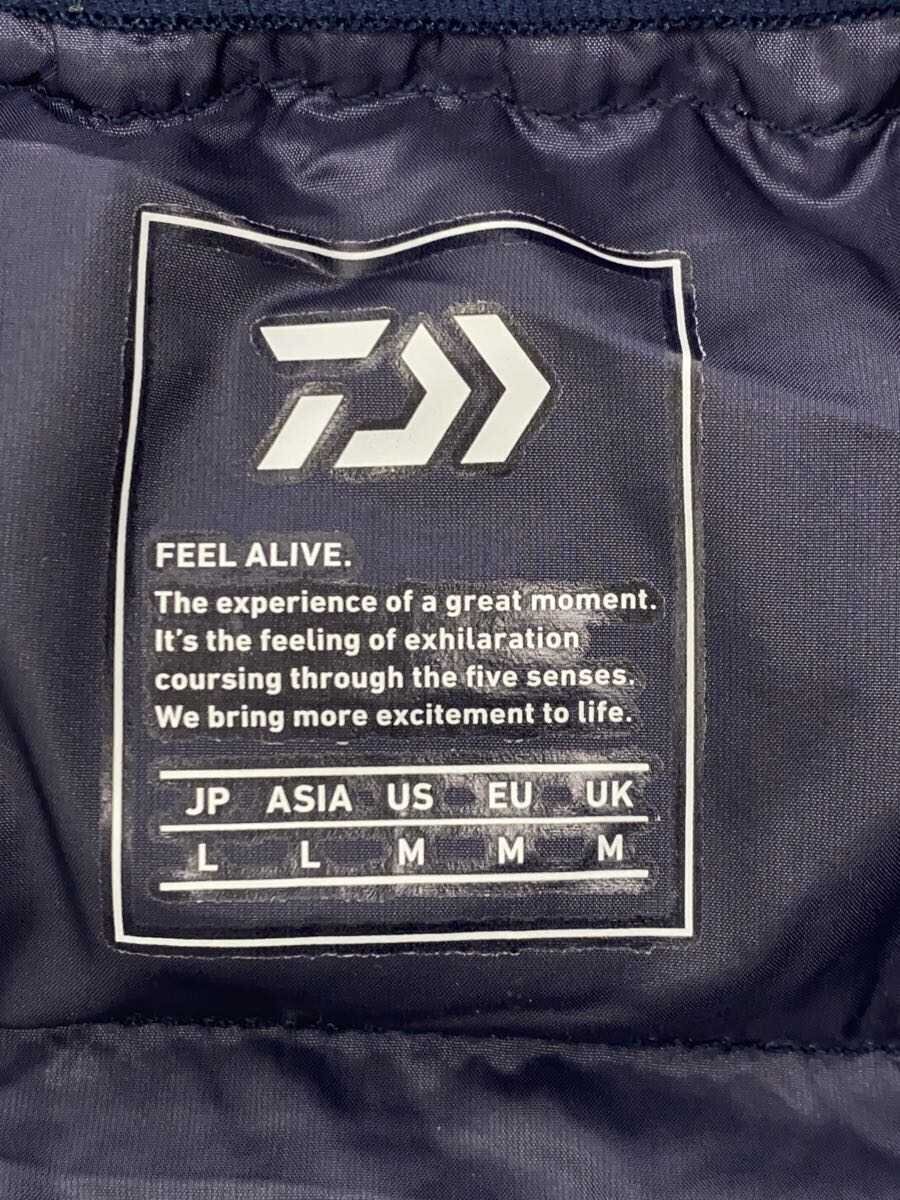 FEEL ALIVE.
The experience of a great moment.
It's the feeling of exhilaration
coursing through the five senses.
We bring more excitement to life.
JP ASIA US EU UK
L L M M M